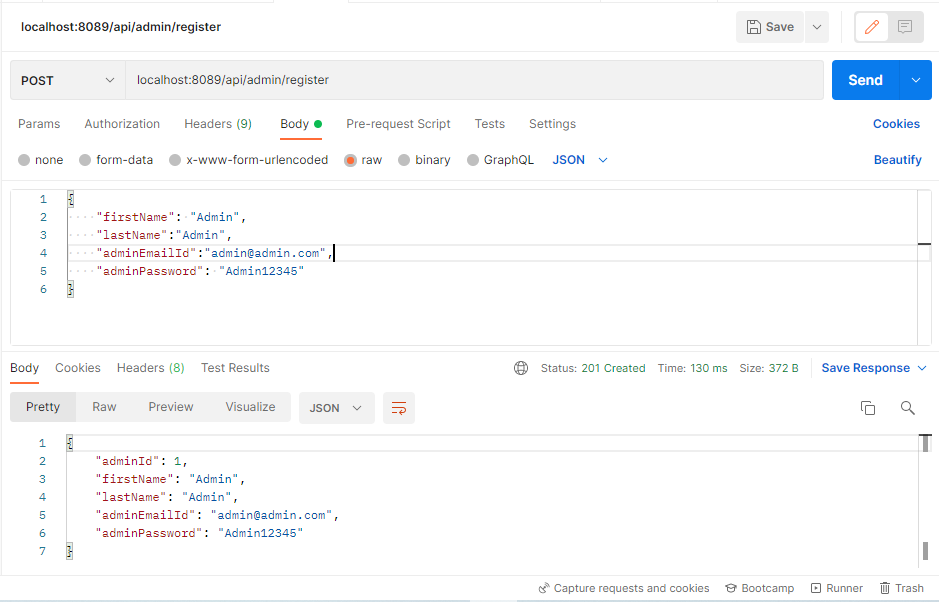 localhost:8089/api/admin/register
Save
POST localhost:8089/api/admin/register Send
Params Authorization Headers (9) Body Pre-request Script Tests Settings Cookies
none form-data x-www-form-urlencoded raw binary GraphQL JSON Beautify
1 {
2 "firstName": "Admin",
3 "lastName":"Admin",
4 "adminEmailId":"admin@admin.com",
5 "adminPassword": "Admin12345"
6 }
Body Cookies Headers (8) Test Results Status: 201 Created Time: 130 ms Size: 372 B Save Response
Pretty Raw Preview Visualize JSON
1 {
2 "adminId": 1,
3 "firstName": "Admin",
4 "lastName": "Admin",
5 "adminEmailId": "admin@admin.com",
6 "adminPassword": "Admin12345"
7 }
Capture requests and cookies Bootcamp Runner Trash